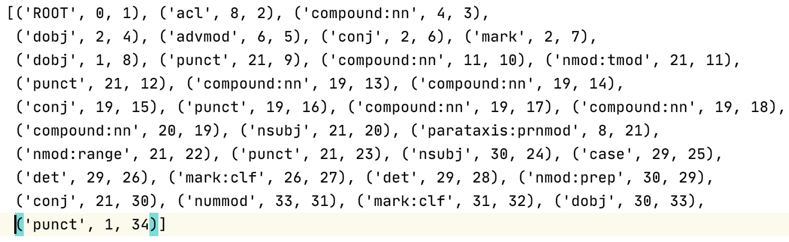 [('ROOT', 0, 1), ('acl', 8, 2), ('compound:nn', 4, 3),
('dobj', 2, 4), ('advmod', 6, 5), ('conj', 2, 6), ('mark', 2, 7),
('dobj', 1, 8), ('punct', 21, 9), ('compound:nn', 11, 10), ('nmod:tmod', 21, 11),
('punct', 21, 12), ('compound:nn', 19, 13), ('compound:nn', 19, 14),
('conj', 19, 15), ('punct', 19, 16), ('compound:nn', 19, 17), ('compound:nn', 19, 18),
('compound:nn', 20, 19), ('nsubj', 21, 20), ('parataxis:prnmod', 8, 21),
('nmod:range', 21, 22), ('punct', 21, 23), ('nsubj', 30, 24), ('case', 29, 25),
('det', 29, 26), ('mark:clf', 26, 27), ('det', 29, 28), ('nmod:prep', 30, 29),
('conj', 21, 30), ('nummod', 33, 31), ('mark:clf', 31, 32), ('dobj', 30, 33),
('punct', 1, 34)]